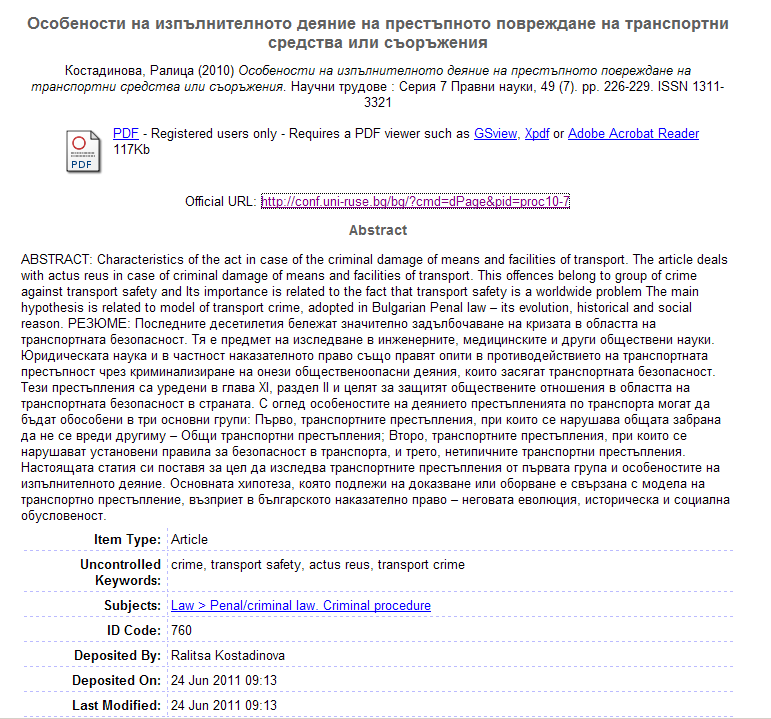 Особености на изпълнителното деяние на престъпното повреждане на транспортни
средства или съоръжения
Костадинова, Ралица (2010) Особености на изпълнителното деяние на престъпното повреждане на
транспортни средства или съоръжения. Научни трудове : Серия 7 Правни науки, 49 (7). pp. 226-229. ISSN 1311-
3321
PDF - Registered users only - Requires a PDF viewer such as GSview, Xpdf or Adobe Acrobat Reader
117Kb
PDF
Official URL: http://conf.uni-ruse.bg/bg/?cmd=dPage&pid=proc10-7
Abstract
ABSTRACT: Characteristics of the act in case of the criminal damage of means and facilities of transport. The article deals
with actus reus in case of criminal damage of means and facilities of transport. This offences belong to group of crime
against transport safety and Its importance is related to the fact that transport safety is a worldwide problem The main
hypothesis is related to model of transport crime, adopted in Bulgarian Penal law – its evolution, historical and social
reason. РЕЗЮМЕ: Последните десетилетия бележат значително задълбочаване на кризата в областта на
транспортната безопасност. Тя е предмет на изследване в инженерните, медицинските и други обществени науки.
Юридическата наука и в частност наказателното право също правят опити в противодействието на транспортната
престъпност чрез криминализиране на онези общественоопасни деяния, които засягат транспортната безопасност.
Тези престъпления са уредени в глава XI, раздел II и целят за защитят обществените отношения в областта на
транспортната безопасност в страната. С оглед особеностите на деянието престъпленията по транспорта могат да
бъдат обособени в три основни групи: Първо, транспортните престъпления, при които се нарушава общата забрана
да не се вреди другиму – Общи транспортни престъпления; Второ, транспортните престъпления, при които се
нарушават установени правила за безопасност в транспорта, и трето, нетипичните транспортни престъпления.
Настоящата статия си поставя за цел да изследва транспортните престъпления от първата група и особеностите на
изпълнителното деяние. Основната хипотеза, която подлежи на доказване или оборване е свързана с модела на
транспортно престъпление, възприет в българското наказателно право – неговата еволюция, историческа и социална
обусловеност.
Item Type: Article
Uncontrolled crime, transport safety, actus reus, transport crime
Keywords:
Subjects: Law > Penal/criminal law. Criminal procedure
ID Code: 760
Deposited By: Ralitsa Kostadinova
Deposited On: 24 Jun 2011 09:13
Last Modified: 24 Jun 2011 09:13